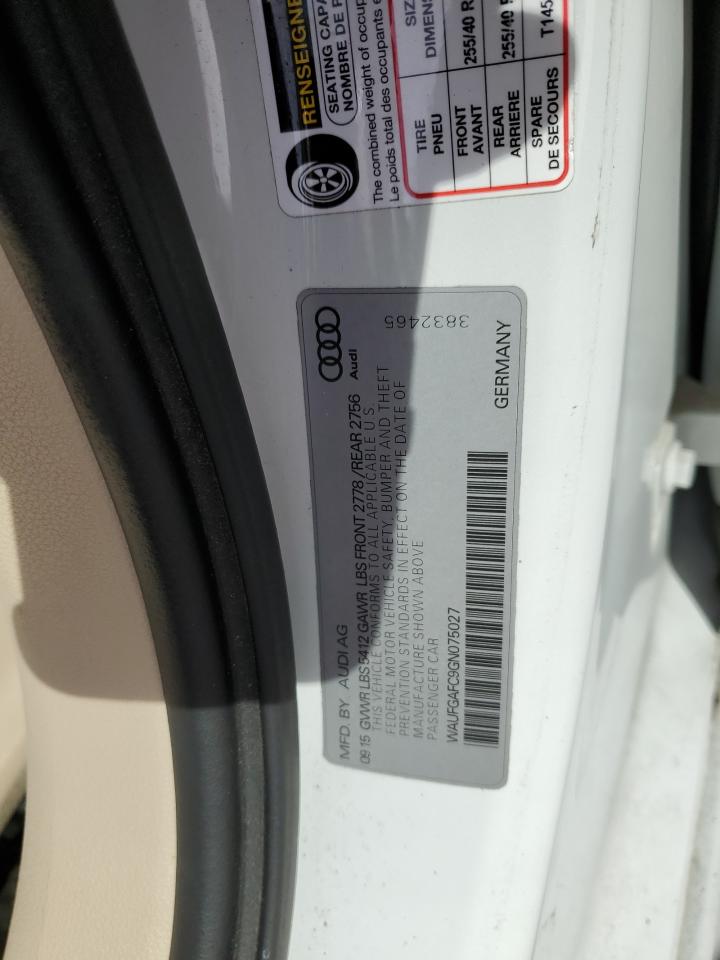 RENSEIGNE
SEATING CAPA
NOMBRE DE P
The combined weight of occup
Le poids total des occupants e
TIRE
PNEU
SIZ
DIMENS
FRONT
AVANT
255/40 R
REAR
ARRIERE
255/40 R
SPARE
DE SECOURS
T145
Audi
3832465
MFD. BY AUDI AG
09 15 GVWR LBS 5412 GAWR LBS FRONT 2778 / REAR 2756
THIS VEHICLE CONFORMS TO ALL APPLICABLE U.S.
FEDERAL MOTOR VEHICLE SAFETY, BUMPER AND THEFT
PREVENTION STANDARDS IN EFFECT ON THE DATE OF
MANUFACTURE SHOWN ABOVE
PASSENGER CAR
WAUFGAFC9GN075027
GERMANY